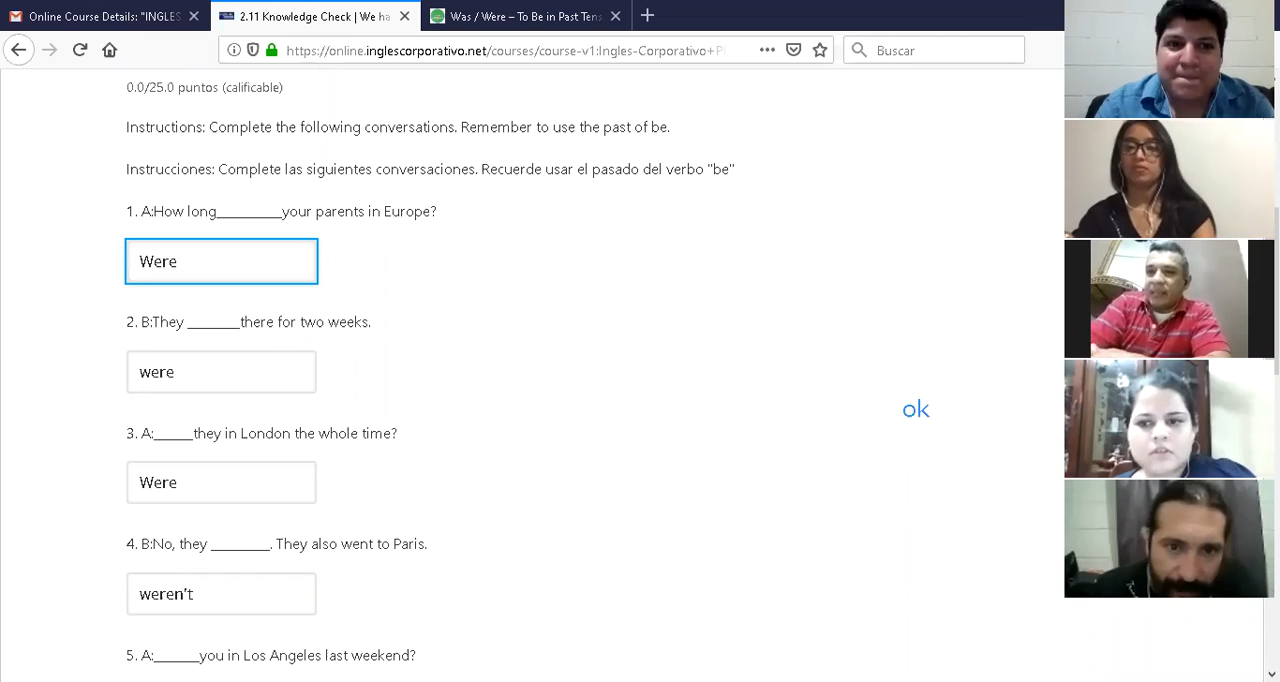 Online Course Details: "INGLES
2.11 Knowledge Check | We ha
Was / Were – To Be in Past Tens
https://online.inglescorporativo.net/courses/course-v1:Ingles-Corporativo+P
Buscar
0.0/25.0 puntos (calificable)
Instructions: Complete the following conversations. Remember to use the past of be.
Instrucciones: Complete las siguientes conversaciones. Recuerde usar el pasado del verbo "be"
1. A:How long________your parents in Europe?
Were
2. B:They _______there for two weeks.
were
ok
3. A:_____they in London the whole time?
Were
4. B:No, they ________. They also went to Paris.
weren't
5. A:______you in Los Angeles last weekend?